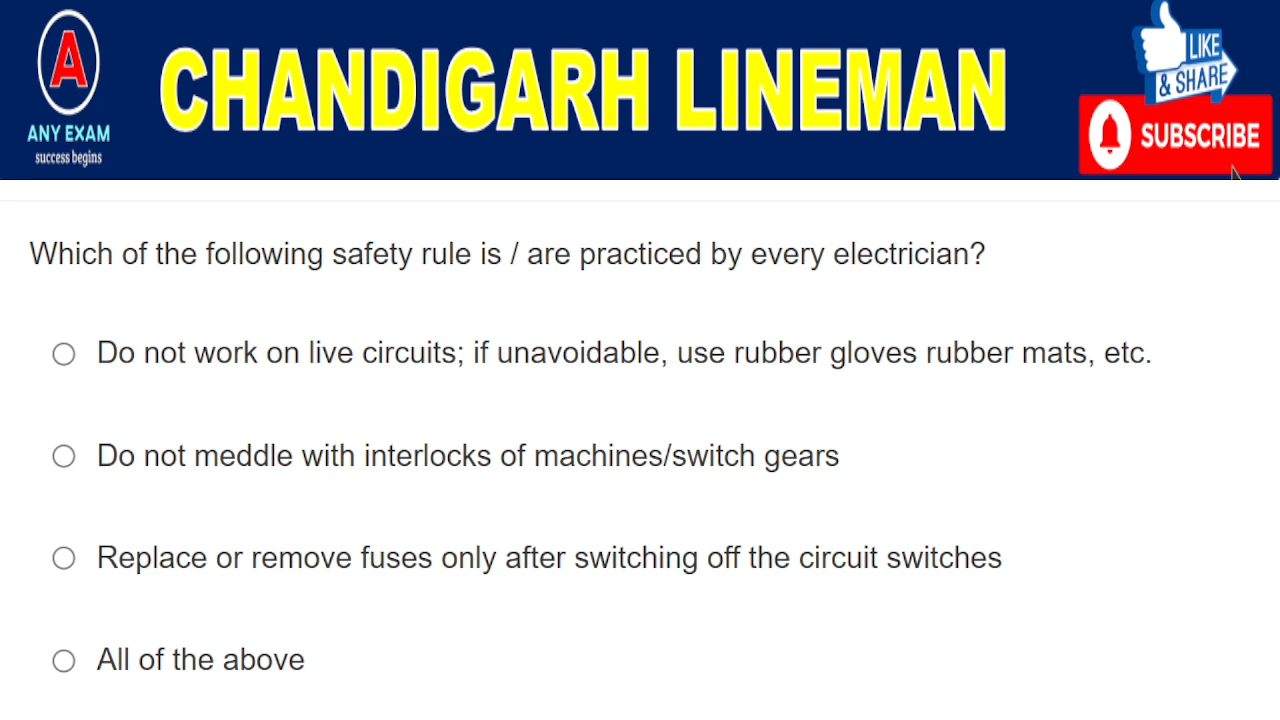 A
ANY EXAM
success begins
CHANDIGARH LINEMAN
LIKE
& SHARE
SUBSCRIBE
Which of the following safety rule is / are practiced by every electrician?
Do not work on live circuits; if unavoidable, use rubber gloves rubber mats, etc.
Do not meddle with interlocks of machines/switch gears
Replace or remove fuses only after switching off the circuit switches
All of the above